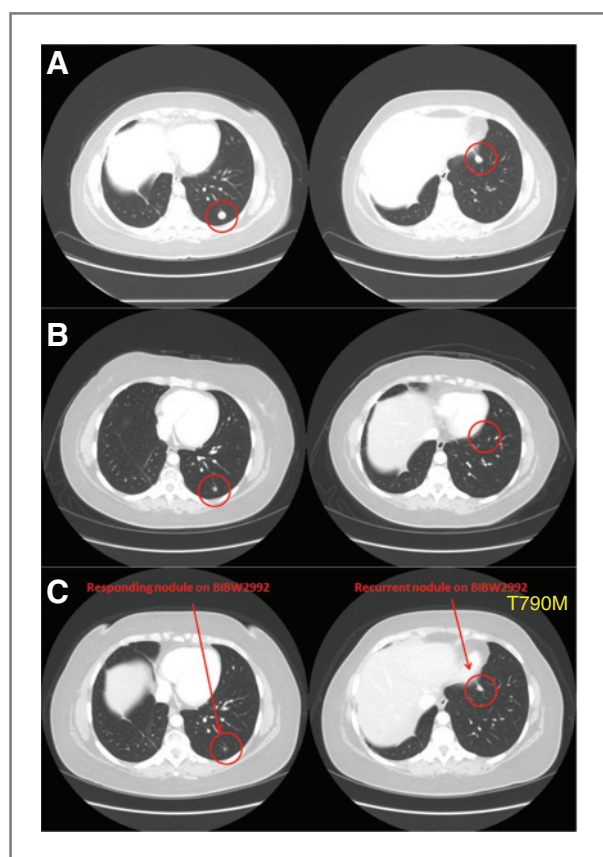 A
B
C
Responding nodule on BIBW2992
Recurrent nodule on BIBW2992
T790M